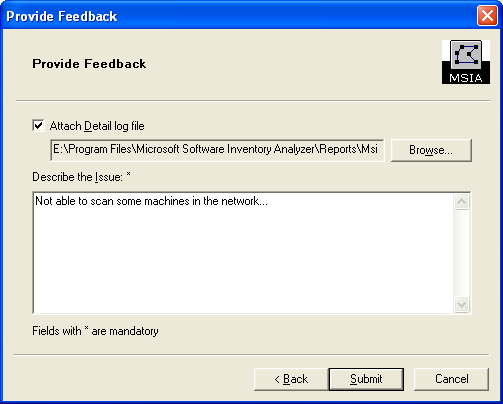 Provide Feedback
Provide Feedback
MSIA
Attach Detail log file
E:\Program Files\Microsoft Software Inventory Analyzer\Reports\Msi
Browse...
Describe the Issue: *
Not able to scan some machines in the network...
Fields with * are mandatory
< Back
Submit
Cancel